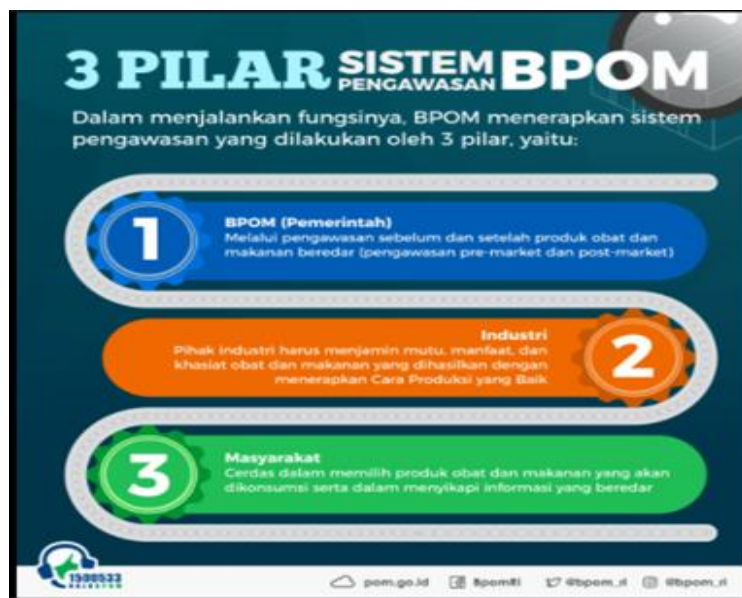 3 PILAR SISTEM PENGAWASAN BPOM
Dalam menjalankan fungsinya, BPOM menerapkan sistem
pengawasan yang dilakukan oleh 3 pilar, yaitu:
1
BPOM (Pemerintah)
Melalui pengawasan sebelum dan setelah produk obat dan
makanan beredar (pengawasan pre-market dan post-market)
2
Industri
Pihak industri harus menjamin mutu, manfaat, dan
khasiat obat dan makanan yang dihasilkan dengan
menerapkan Cara Produksi yang Baik
3
Masyarakat
Cerdas dalam memilih produk obat dan makanan yang akan
dikonsumsi serta dalam menyikapi informasi yang beredar
1500533
HALOBPOM
pom.go.id BpomRI @bpom_ri @bpom_ri